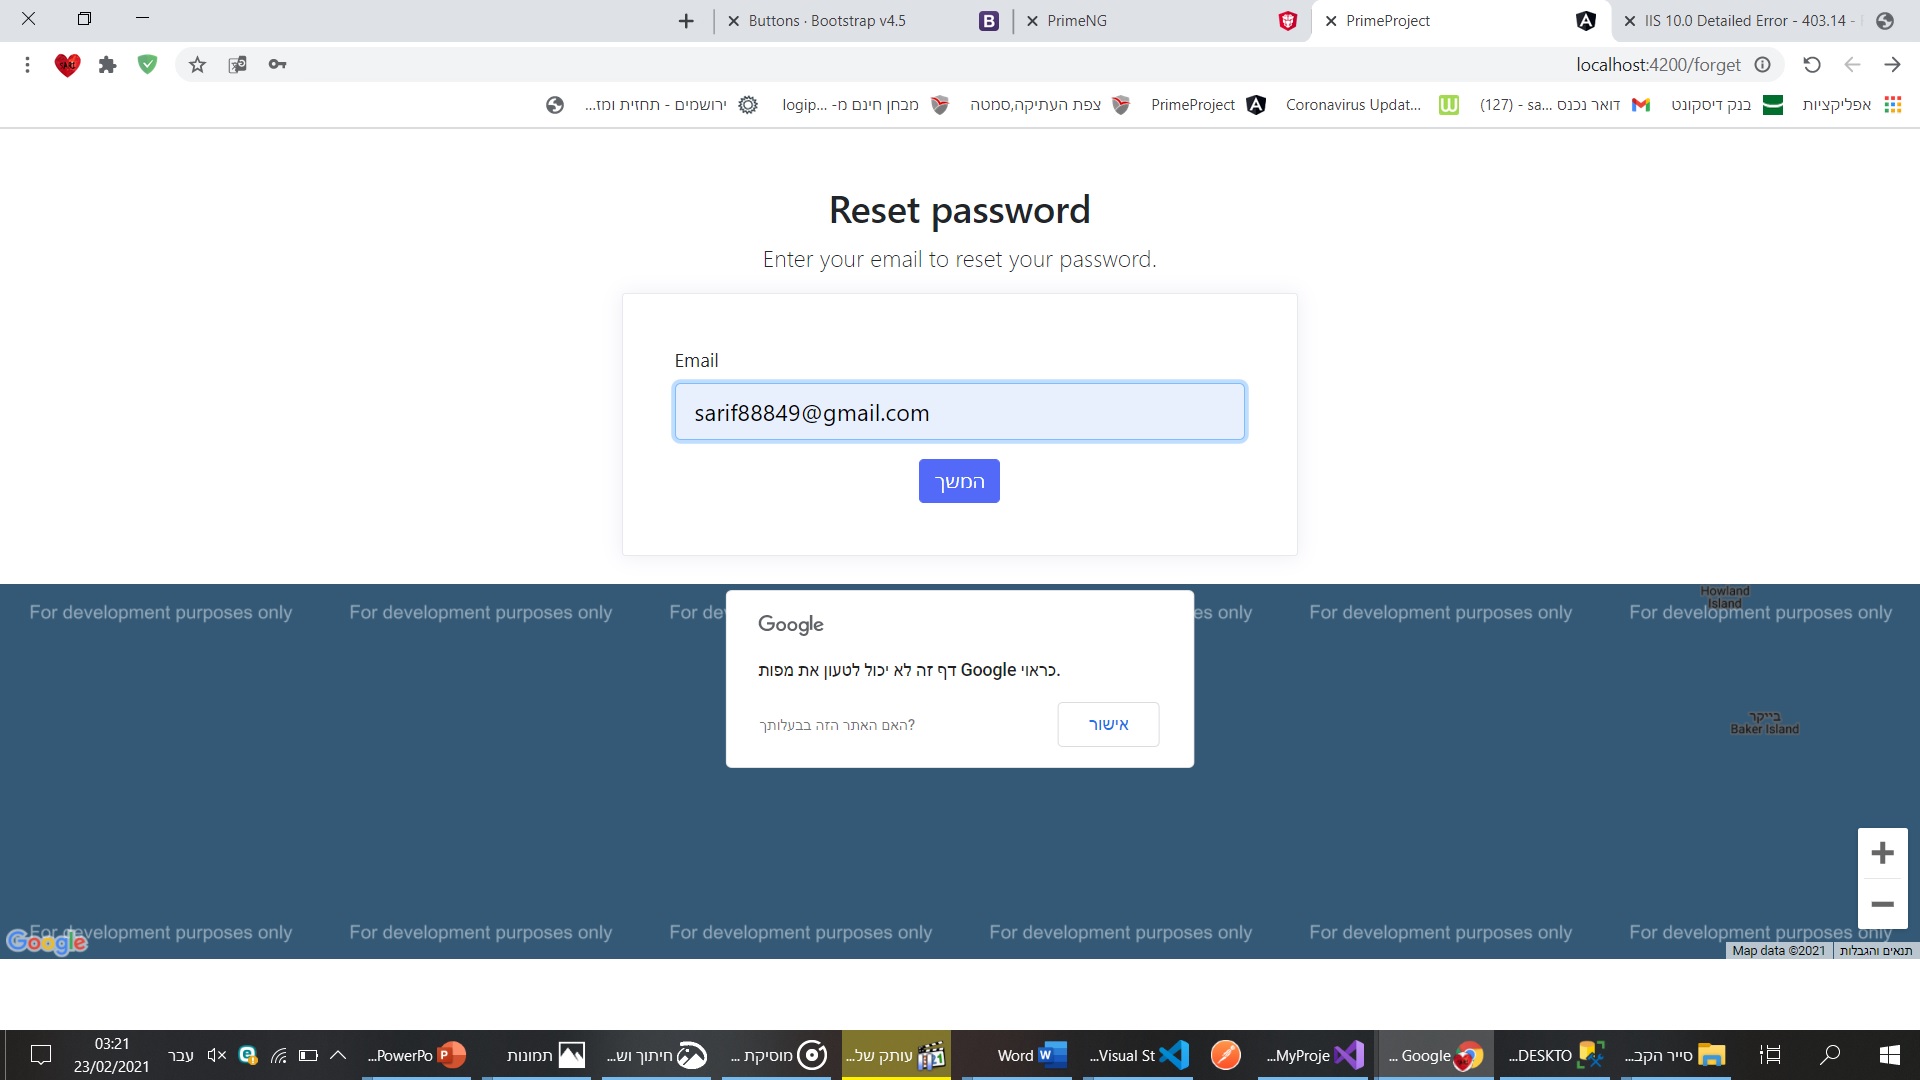 Buttons · Bootstrap v4.5
PrimeNG
PrimeProject
IIS 10.0 Detailed Error - 403.14 -
localhost:4200/forget
אפליקציות
בנק דיסקונט
דואר נכנס (127) - sa...
Coronavirus Updat...
PrimeProject
צפת העתיקה,סמטה
מבחן חינם מ- logip...
ירושמים - תחזית ומז...
Reset password
Enter your email to reset your password.
Email
sarif88849@gmail.com
המשך
For development purposes only For development purposes only For de es only For development purposes only For development purposes only
Howland
Island
Google
דף זה לא יכול לטעון את מפות Google כראוי.
האם האתר הזה בבעלותך?
אישור
בייקר
Baker Island
For development purposes only For development purposes only For development purposes only For development purposes only For development purposes only For development purposes only
Google
Map data ©2021
תנאים והגבלות
03:21
23/02/2021
עבר
PowerPo...
תמונות
חיתוך וש...
מוסיקת ...
עותק של...
Word
Visual St...
MyProje...
Google ...
DESKTO...
סייר הקב...